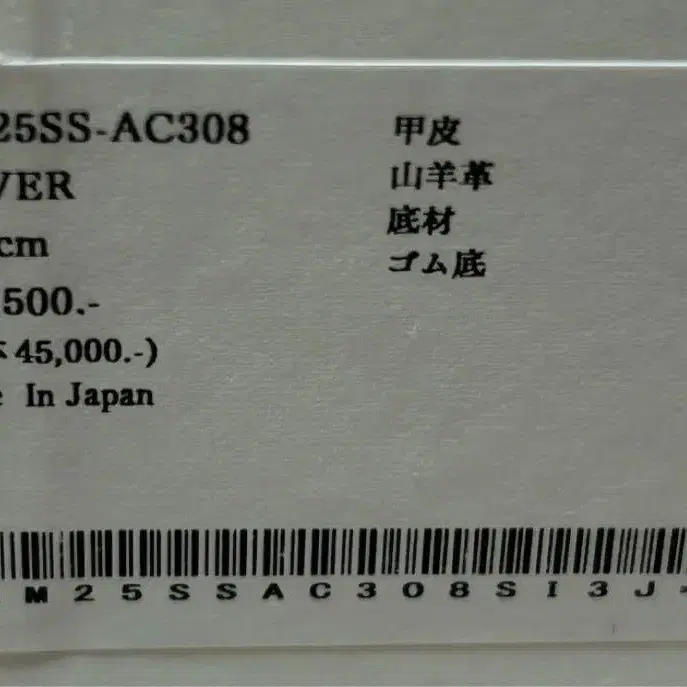 25SS-AC308
VER
cm
500.-
45,000.-)
In Japan
甲皮
山羊革
底材
ゴム底
M25SSAC308SI3J